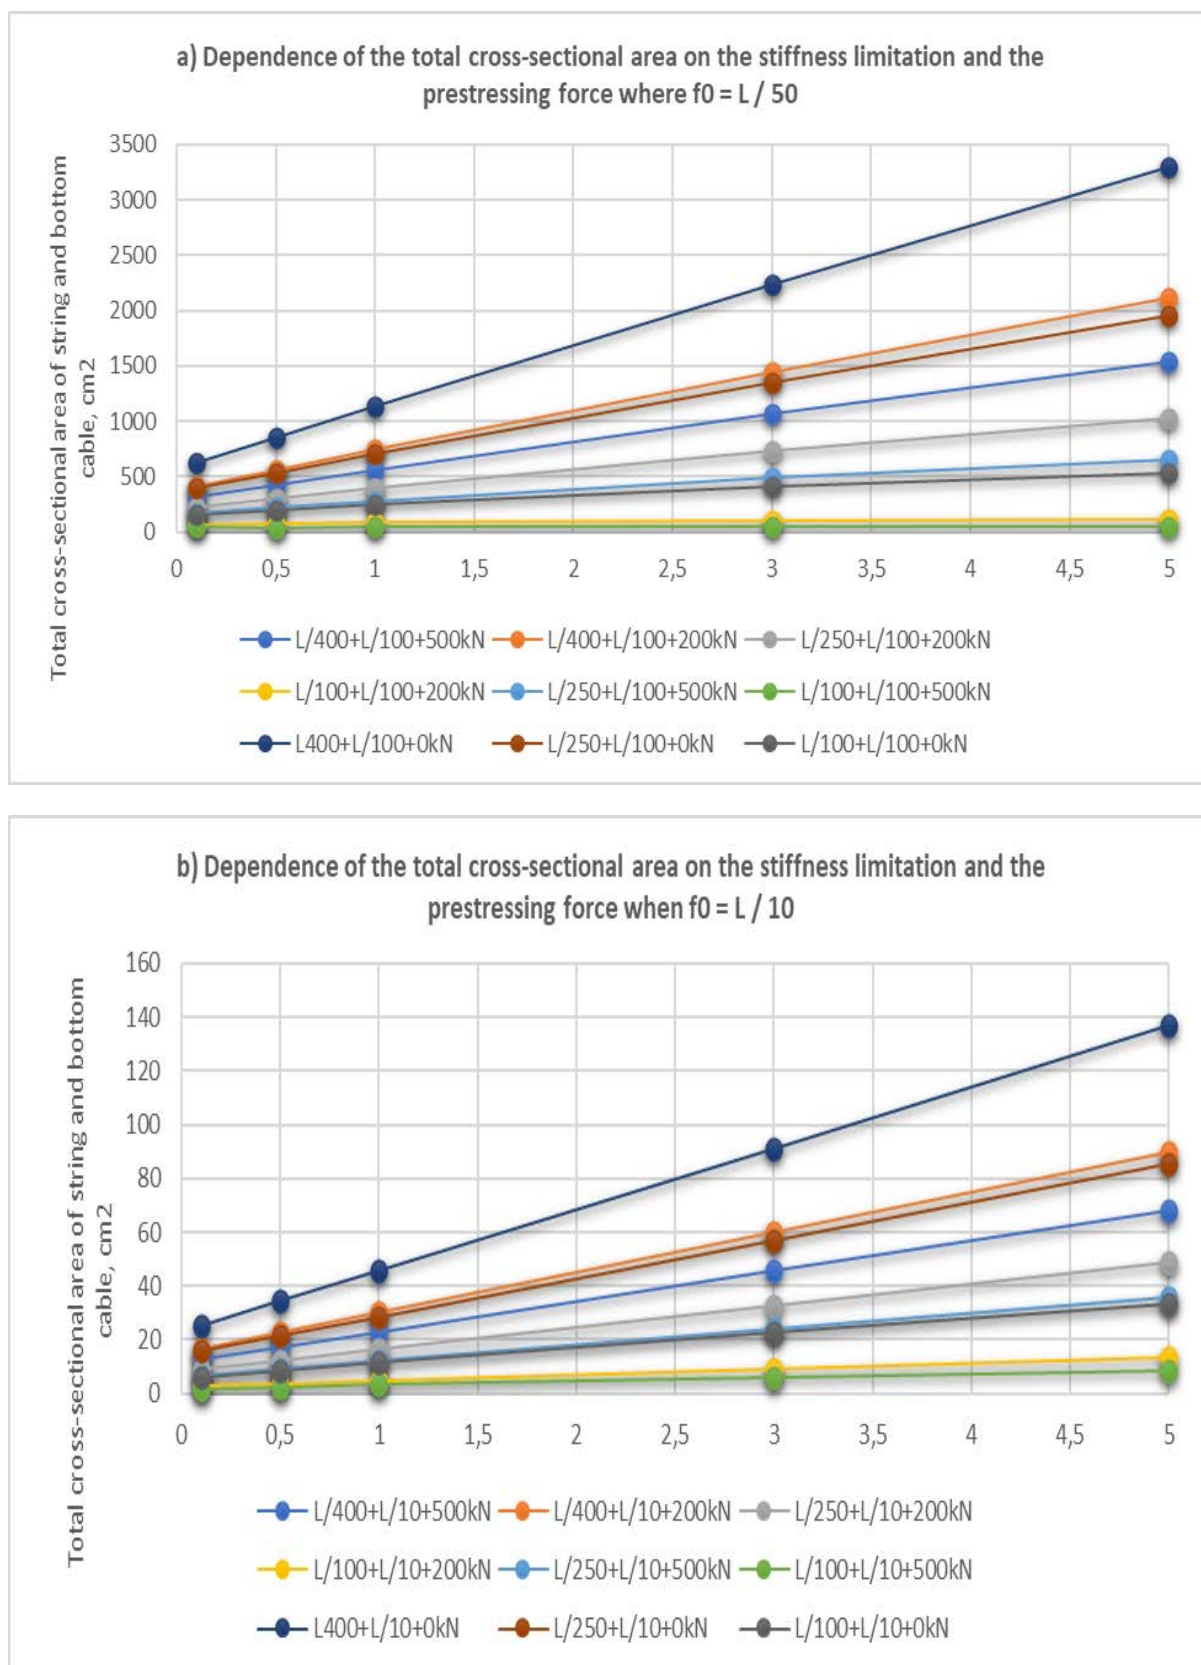 a) Dependence of the total cross-sectional area on the stiffness limitation and the
prestressing force where f0 = L / 50
Total cross-sectional area of string and bottom
cable, cm2
3500
3000
2500
2000
1500
1000
500
0
0 0,5 1 1,5 2 2,5 3 3,5 4 4,5 5
L/400+L/100+500kN L/400+L/100+200kN L/250+L/100+200kN
L/100+L/100+200kN L/250+L/100+500kN L/100+L/100+500kN
L400+L/100+0kN L/250+L/100+0kN L/100+L/100+0kN
b) Dependence of the total cross-sectional area on the stiffness limitation and the
prestressing force when f0 = L / 10
Total cross-sectional area of string and bottom
cable, cm2
160
140
120
100
80
60
40
20
0
0 0,5 1 1,5 2 2,5 3 3,5 4 4,5 5
L/400+L/10+500kN L/400+L/10+200kN L/250+L/10+200kN
L/100+L/10+200kN L/250+L/10+500kN L/100+L/10+500kN
L400+L/10+0kN L/250+L/10+0kN L/100+L/10+0kN